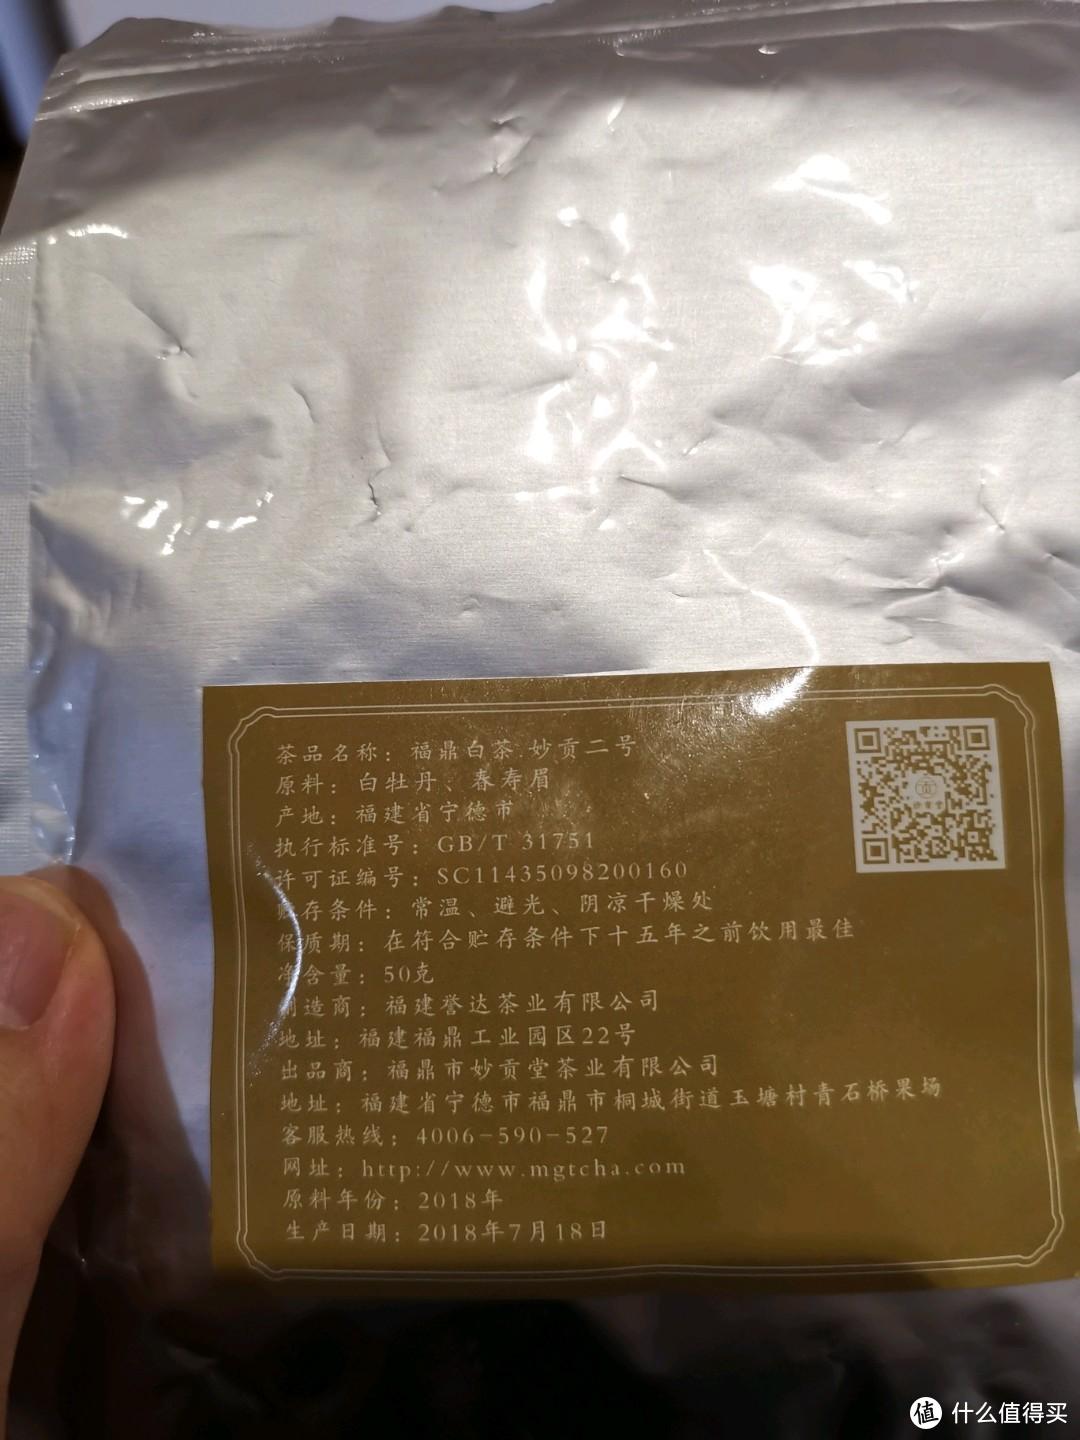 茶品名称：福鼎白茶.妙贡二号
原料：白牡丹、春寿眉
产地：福建省宁德市
执行标准号：GB/T 31751
许可证编号：SC11435098200160
贮存条件：常温、避光、阴凉干燥处
保质期：在符合贮存条件下十五年之前饮用最佳
净含量：50克
制造商：福建誉达茶业有限公司
地址：福建福鼎工业园区22号
出品商：福鼎市妙贡堂茶业有限公司
地址：福建省宁德市福鼎市桐城街道玉塘村青石桥果场
客服热线：4006-590-527
网址：http://www.mgtcha.com
原料年份：2018年
生产日期：2018年7月18日
值 什么值得买